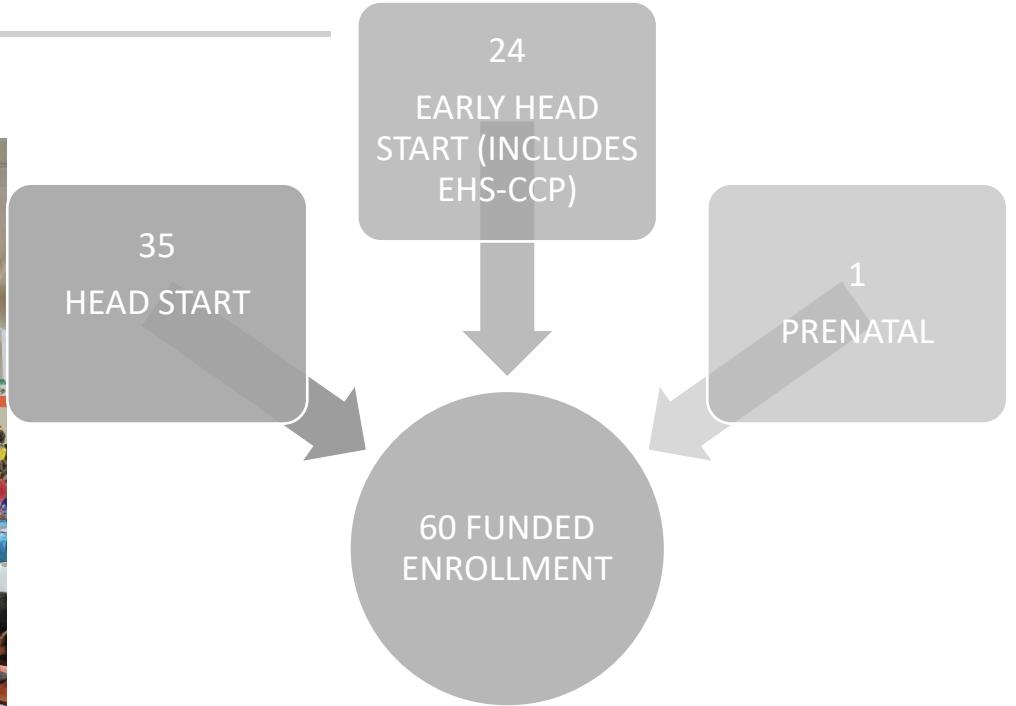 24
EARLY HEAD
START (INCLUDES
EHS-CCP)
35
HEAD START
1
PRENATAL
60 FUNDED
ENROLLMENT